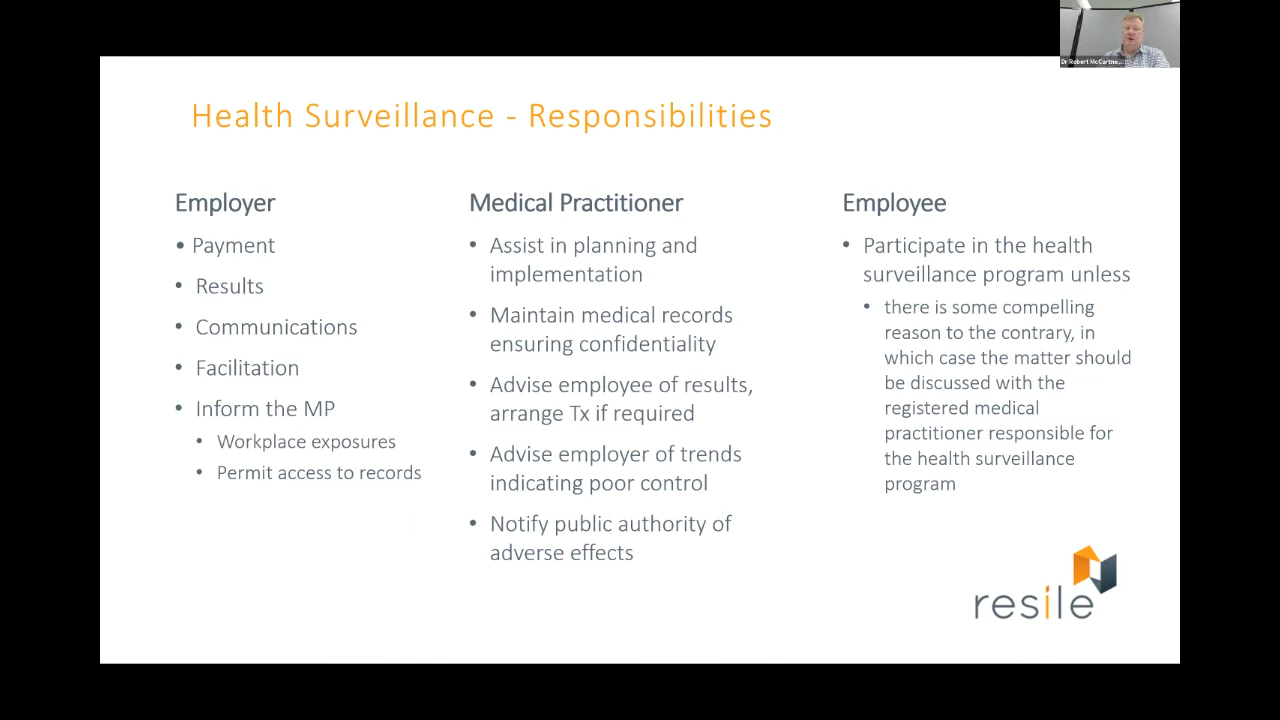 Dr Robert McCartne...
Health Surveillance - Responsibilities
Employer
• Payment
• Results
• Communications
• Facilitation
• Inform the MP
• Workplace exposures
• Permit access to records
Medical Practitioner
• Assist in planning and
implementation
• Maintain medical records
ensuring confidentiality
• Advise employee of results,
arrange Tx if required
• Advise employer of trends
indicating poor control
• Notify public authority of
adverse effects
Employee
• Participate in the health
surveillance program unless
• there is some compelling
reason to the contrary, in
which case the matter should
be discussed with the
registered medical
practitioner responsible for
the health surveillance
program
resile